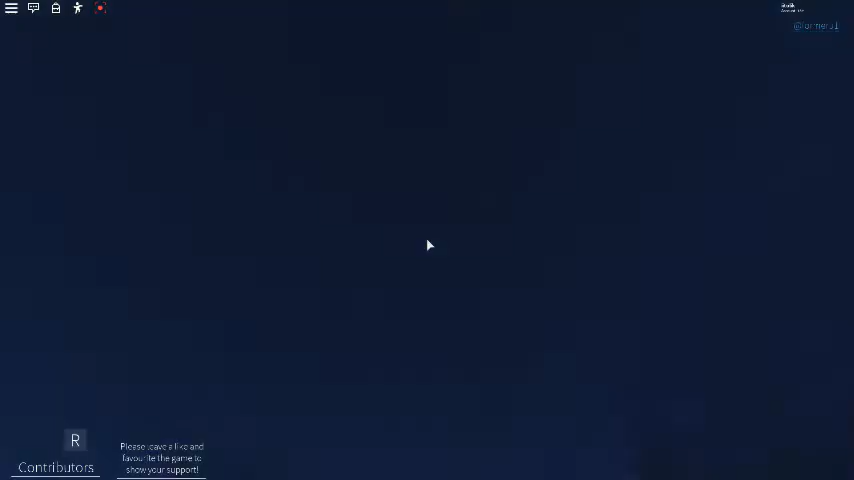 R
Contributors
Please leave a like and
favourite the game to
show your support!